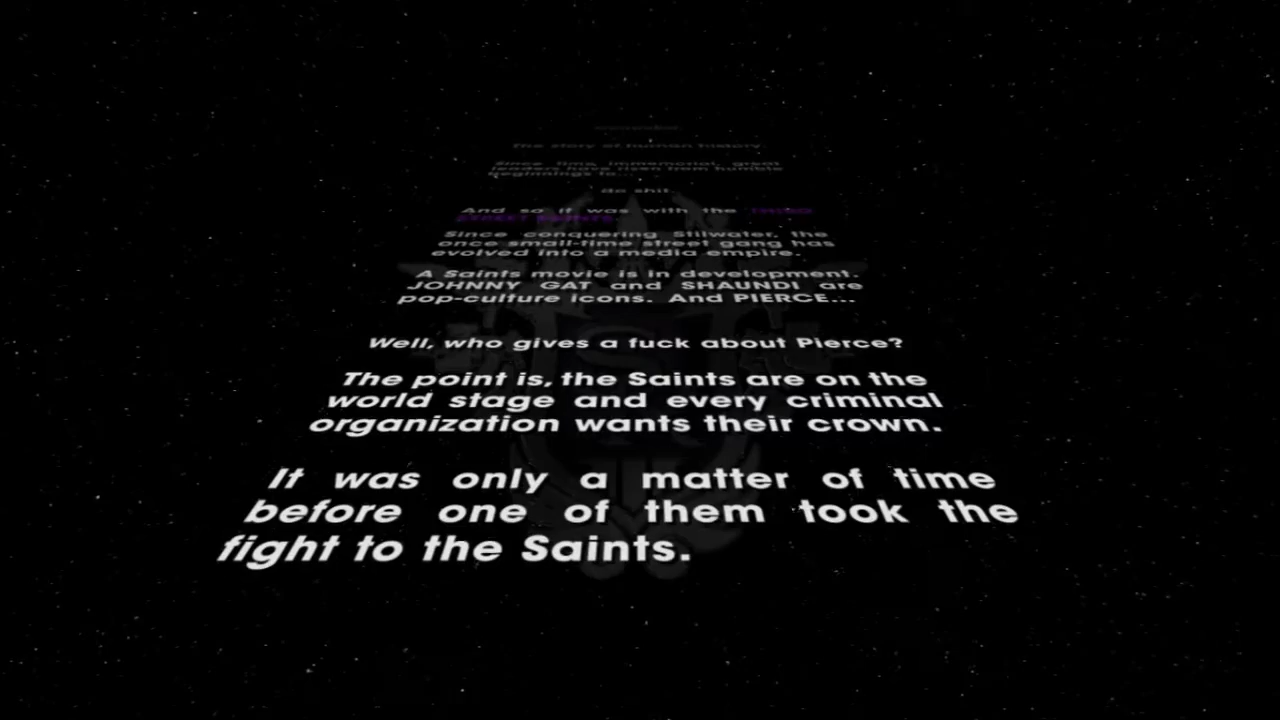 The story of human history
Since time immemorial, great
leaders have risen from humble
beginnings to...
do shit.
And so it was with the THIRD
STREET SAINTS
Since conquering Stilwater, the
once small-time street gang has
evolved into a media empire.
A Saints movie is in development.
JOHNNY GAT and SHAUNDI are
pop-culture icons. And PIERCE...
Well, who gives a fuck about Pierce?
The point is, the Saints are on the
world stage and every criminal
organization wants their crown.
It was only a matter of time
before one of them took the
fight to the Saints.